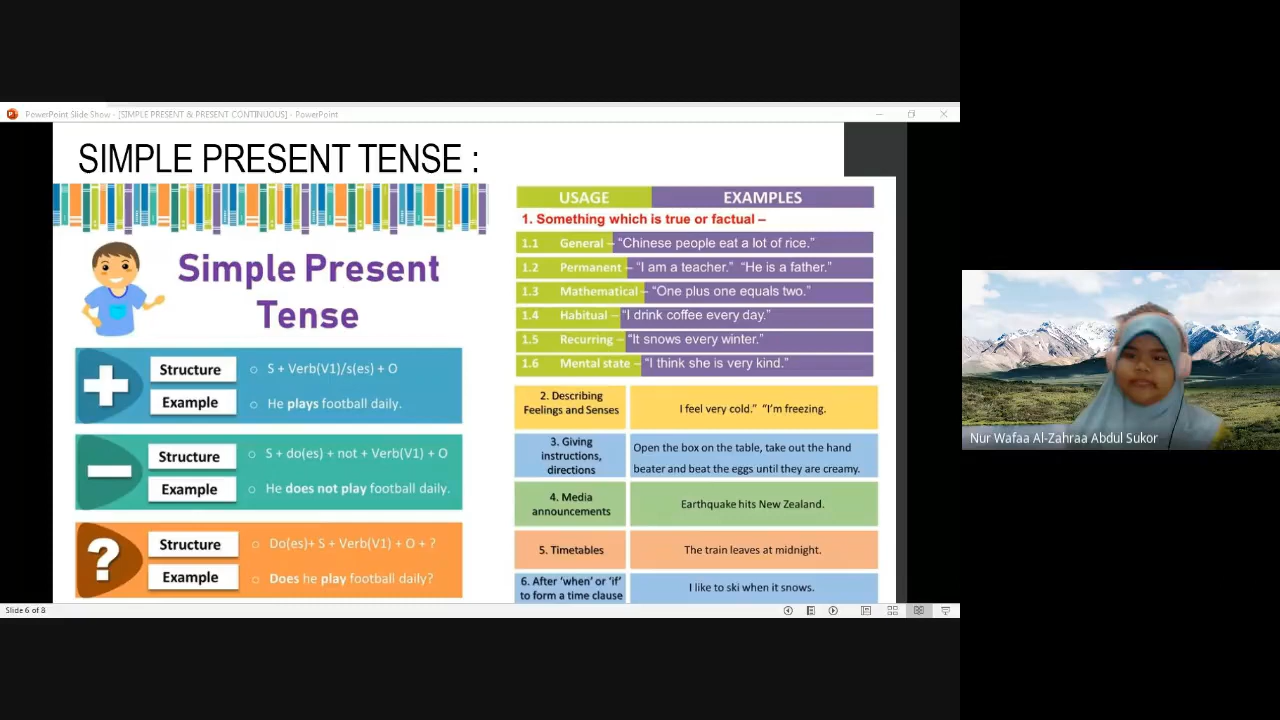 PowerPoint Slide Show - [SIMPLE PRESENT & PRESENT CONTINUOUS] - PowerPoint
SIMPLE PRESENT TENSE :
Simple Present
Tense
Structure
S + Verb(V1)/s(es) + O
Example
He plays football daily.
Structure
S + do(es) + not + Verb(V1) + O
Example
He does not play football daily.
?
Structure
Do(es)+ S + Verb(V1) + O + ?
Example
Does he play football daily?
USAGE EXAMPLES
1. Something which is true or factual –
1.1 General – “Chinese people eat a lot of rice.”
1.2 Permanent – “I am a teacher.” “He is a father.”
1.3 Mathematical – “One plus one equals two.”
1.4 Habitual – “I drink coffee every day.”
1.5 Recurring – “It snows every winter.”
1.6 Mental state – “I think she is very kind.”
2. Describing
Feelings and Senses
I feel very cold.” “I’m freezing.
3. Giving
instructions,
directions
Open the box on the table, take out the hand
beater and beat the eggs until they are creamy.
4. Media
announcements
Earthquake hits New Zealand.
5. Timetables
The train leaves at midnight.
6. After ‘when’ or ‘if’
to form a time clause
I like to ski when it snows.
Slide 6 of 8
Nur Wafaa Al-Zahraa Abdul Sukor